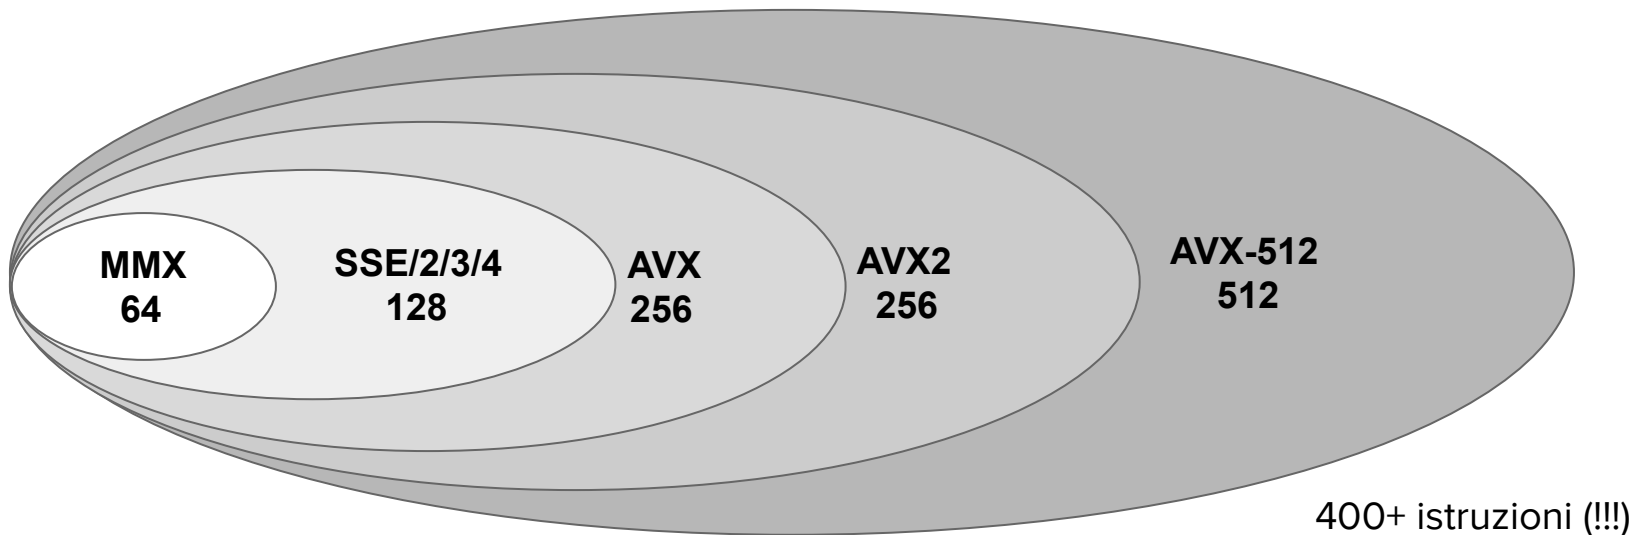 MMX
64
SSE/2/3/4
128
AVX
256
AVX2
256
AVX-512
512
400+ istruzioni (!!!)